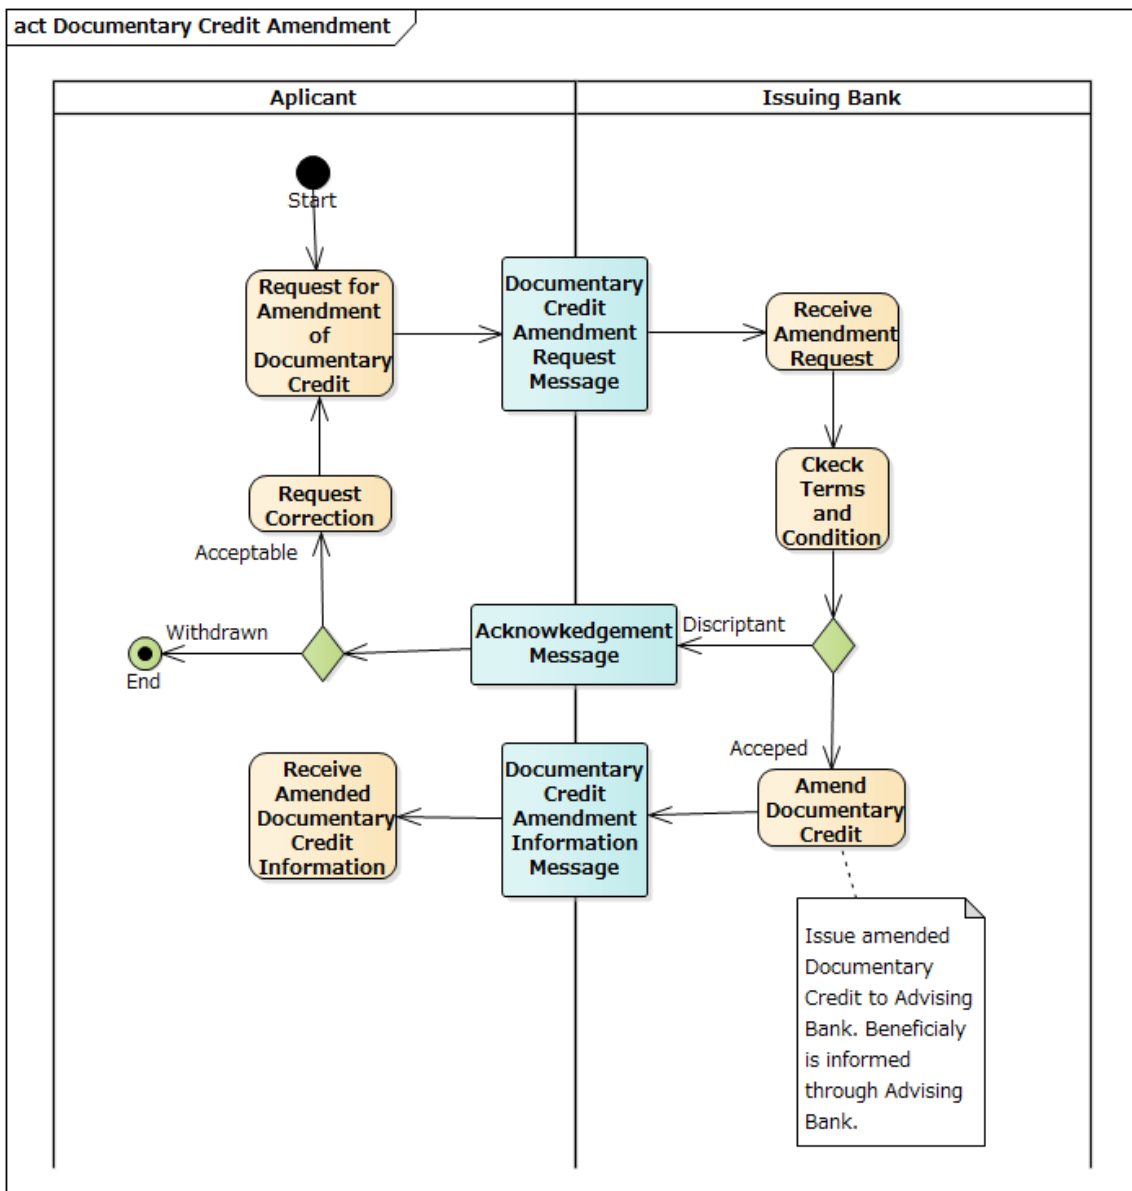 act Documentary Credit Amendment
Aplicant
Issuing Bank
Start
Request for
Amendment
of
Documentary
Credit
Documentary
Credit
Amendment
Request
Message
Receive
Amendment
Request
Ckeck
Terms
and
Condition
Request
Correction
Acceptable
Withdrawn
End
Acknowkedgement
Message
Discriptant
Acceped
Receive
Amended
Documentary
Credit
Information
Documentary
Credit
Amendment
Information
Message
Amend
Documentary
Credit
Issue amended
Documentary
Credit to Advising
Bank. Beneficialy
is informed
through Advising
Bank.